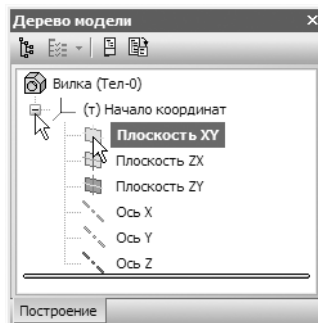 Дерево модели
Вилка (Тел-0)
(т) Начало координат
Плоскость XY
Плоскость ZX
Плоскость ZY
Ось X
Ось Y
Ось Z
Построение